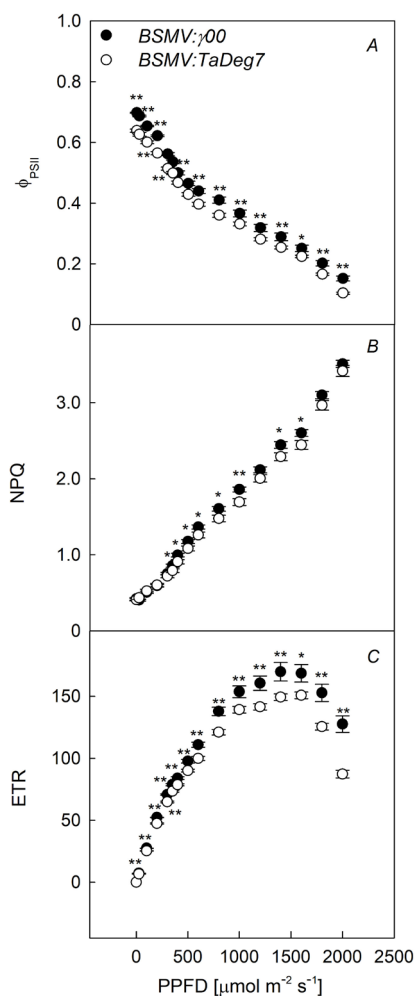 BSMV:γ00
BSMV:TaDeg7
A
1.0
0.8
0.6
0.4
0.2
0
ϕPSII
** ** ** ** ** ** ** ** ** ** ** ** * ** **
B
3.0
2.0
1.0
0
NPQ
* * * * * ** * *
C
150
100
50
0
ETR
** ** ** ** ** ** ** ** ** ** ** ** * ** **
0 500 1000 1500 2000 2500
PPFD [μmol m⁻² s⁻¹]